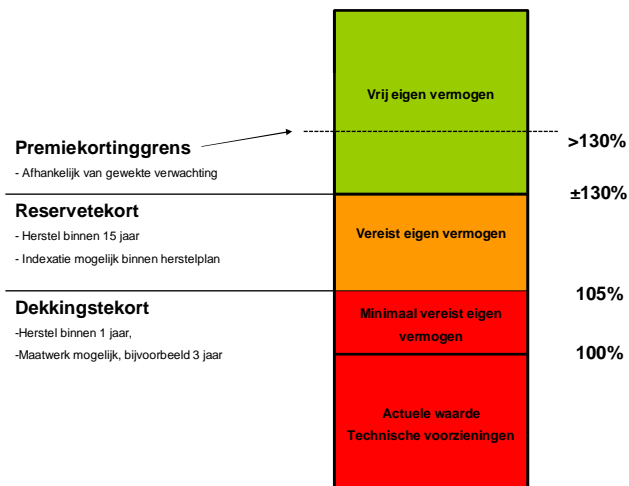 Vrij eigen vermogen
>130%
Premiekortinggrens
- Afhankelijk van gewekte verwachting
±130%
Reservetekort
- Herstel binnen 15 jaar
- Indexatie mogelijk binnen herstelplan
Vereist eigen vermogen
105%
Dekkingstekort
-Herstel binnen 1 jaar,
-Maatwerk mogelijk, bijvoorbeeld 3 jaar
Minimaal vereist eigen
vermogen
100%
Actuele waarde
Technische voorzieningen